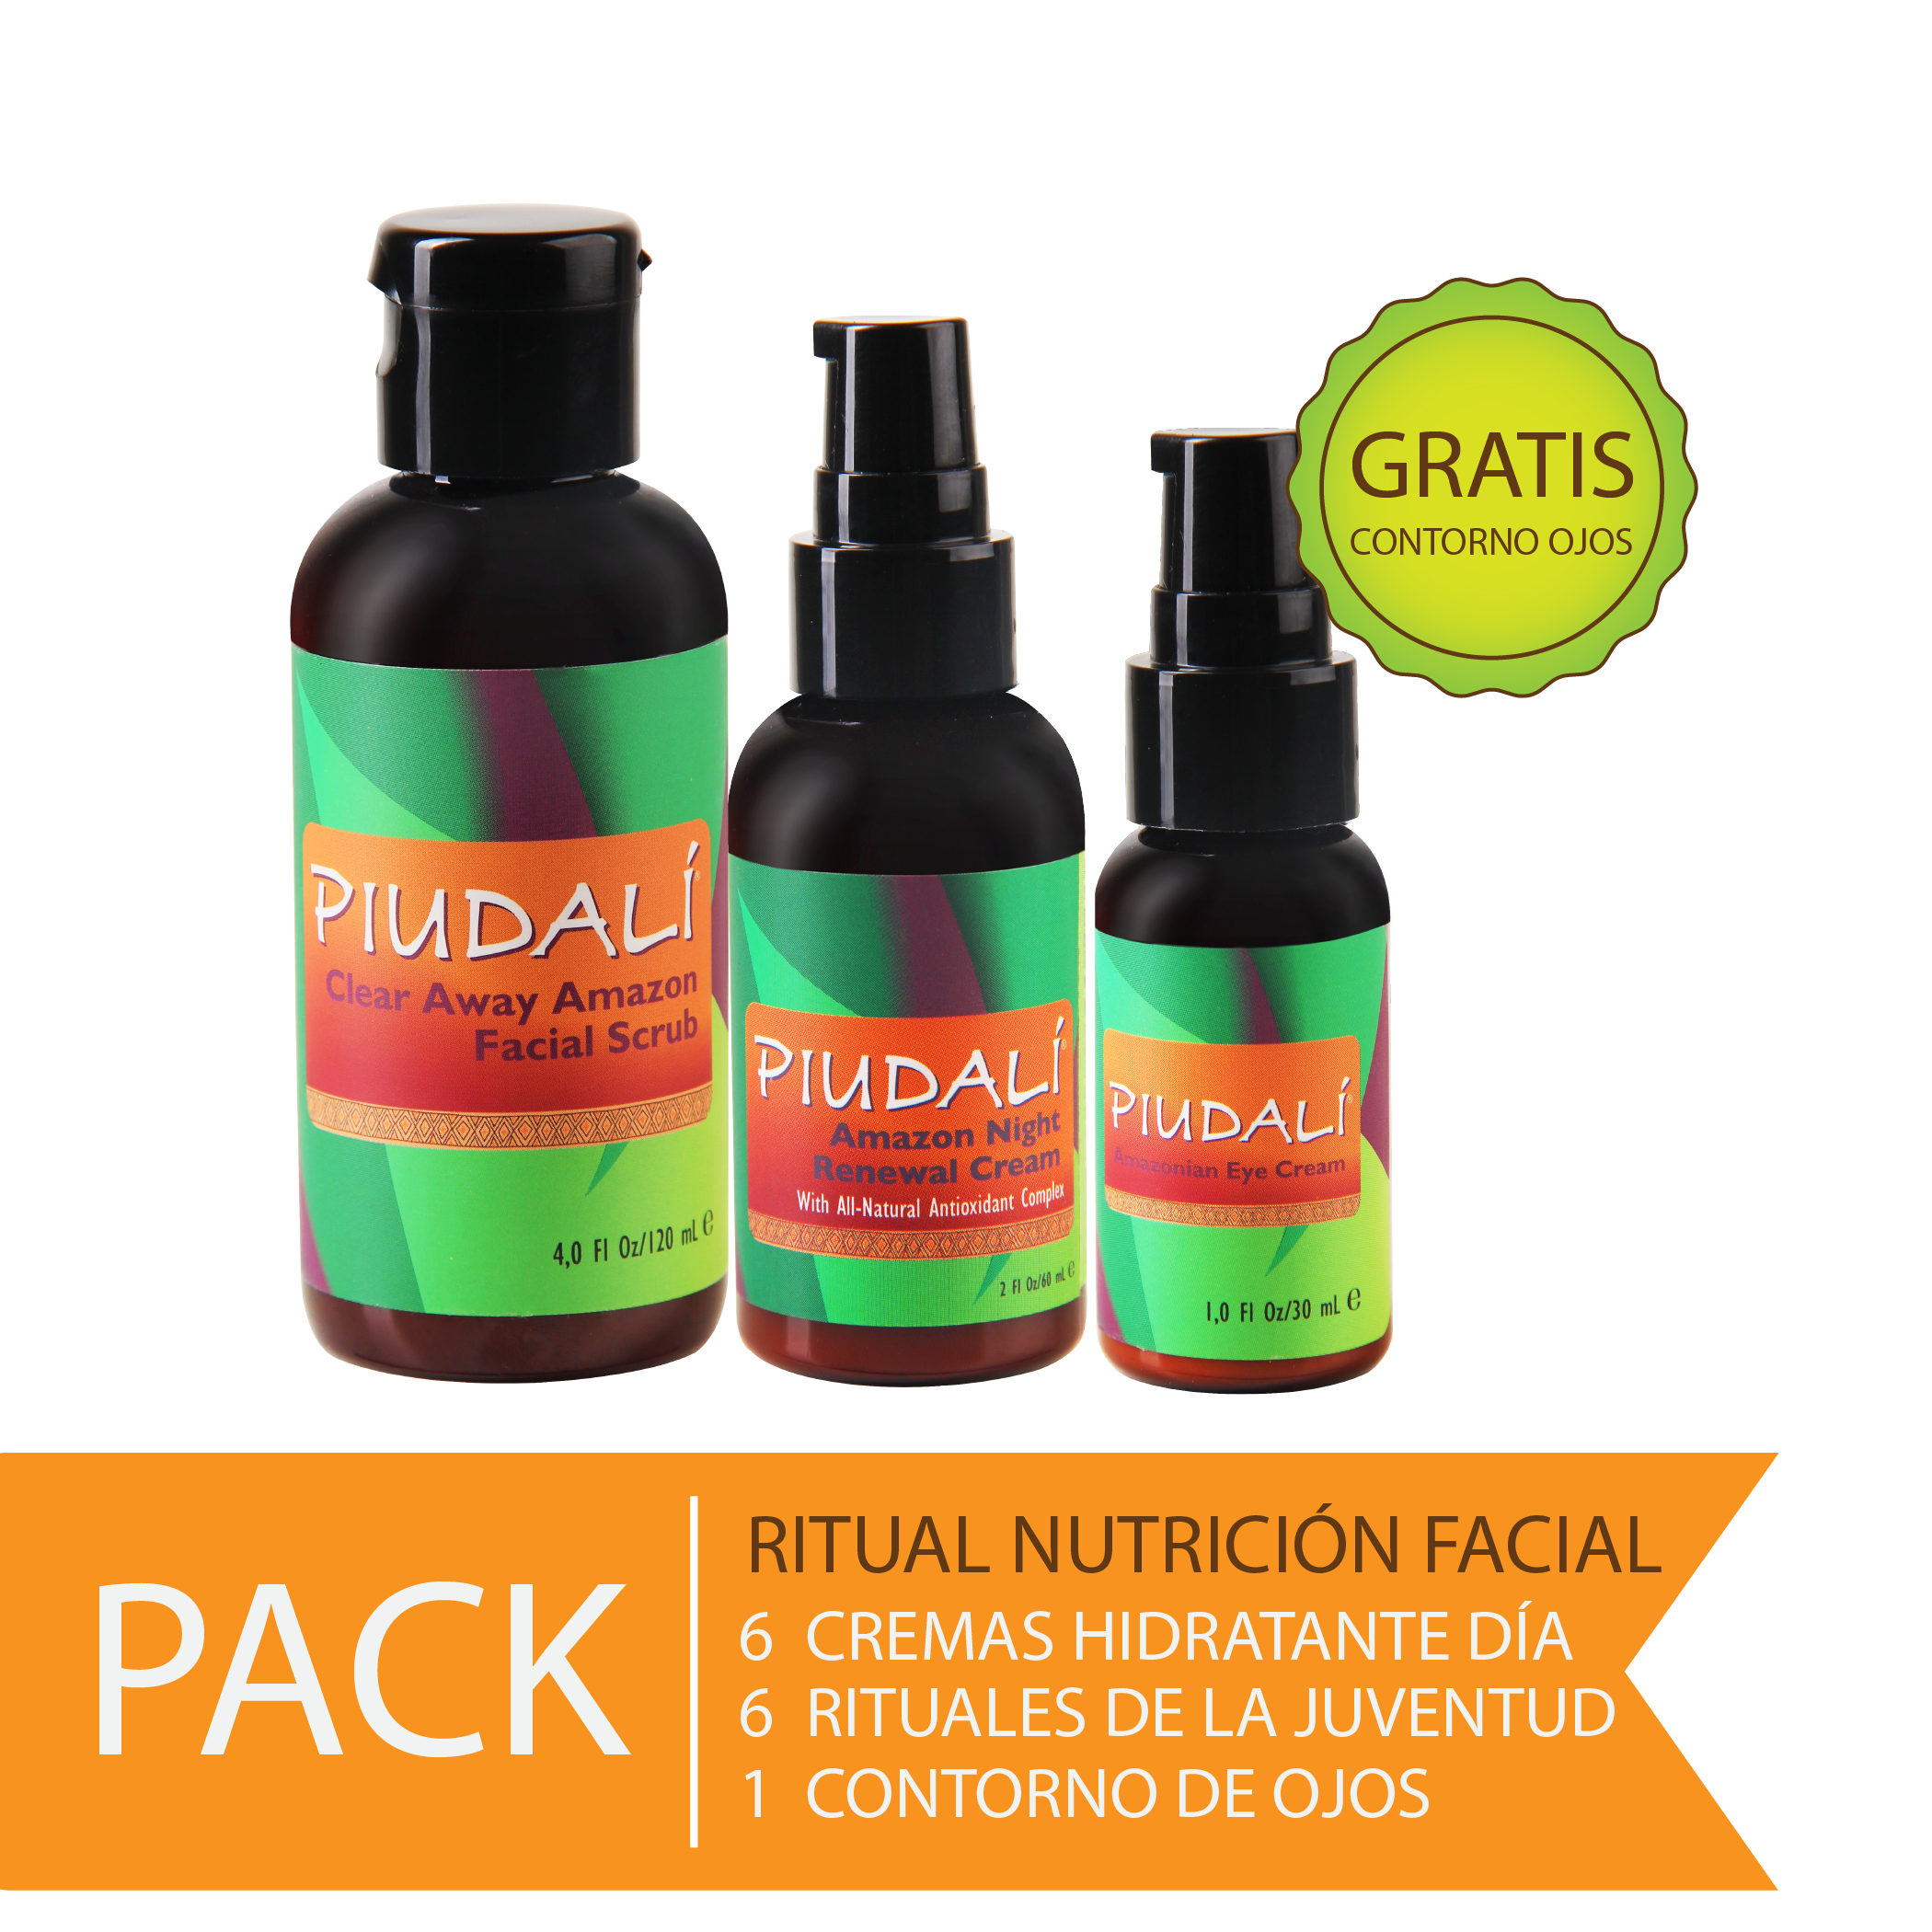 GRATIS
CONTORNO OJOS
PIUDALÍ®
Clear Away Amazon
Facial Scrub
4,0 Fl Oz/120 mL ℮
PIUDALÍ®
Amazon Night
Renewal Cream
With All-Natural Antioxidant Complex
2 Fl Oz/60 mL ℮
PIUDALÍ®
Amazonian Eye Cream
1,0 Fl Oz/30 mL ℮
PACK
RITUAL NUTRICIÓN FACIAL
6 CREMAS HIDRATANTE DÍA
6 RITUALES DE LA JUVENTUD
1 CONTORNO DE OJOS